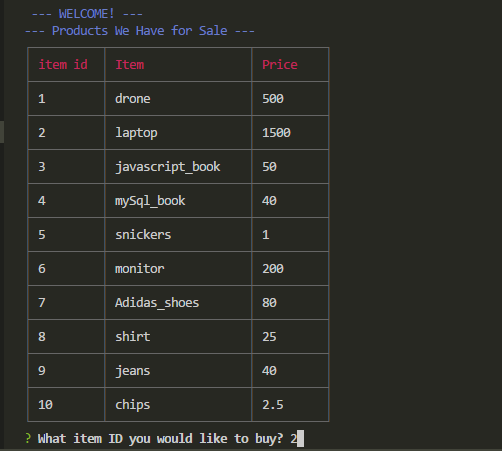 --- WELCOME! ---
--- Products We Have for Sale ---
item id Item Price
1 drone 500
2 laptop 1500
3 javascript_book 50
4 mySql_book 40
5 snickers 1
6 monitor 200
7 Adidas_shoes 80
8 shirt 25
9 jeans 40
10 chips 2.5
? What item ID you would like to buy? 2